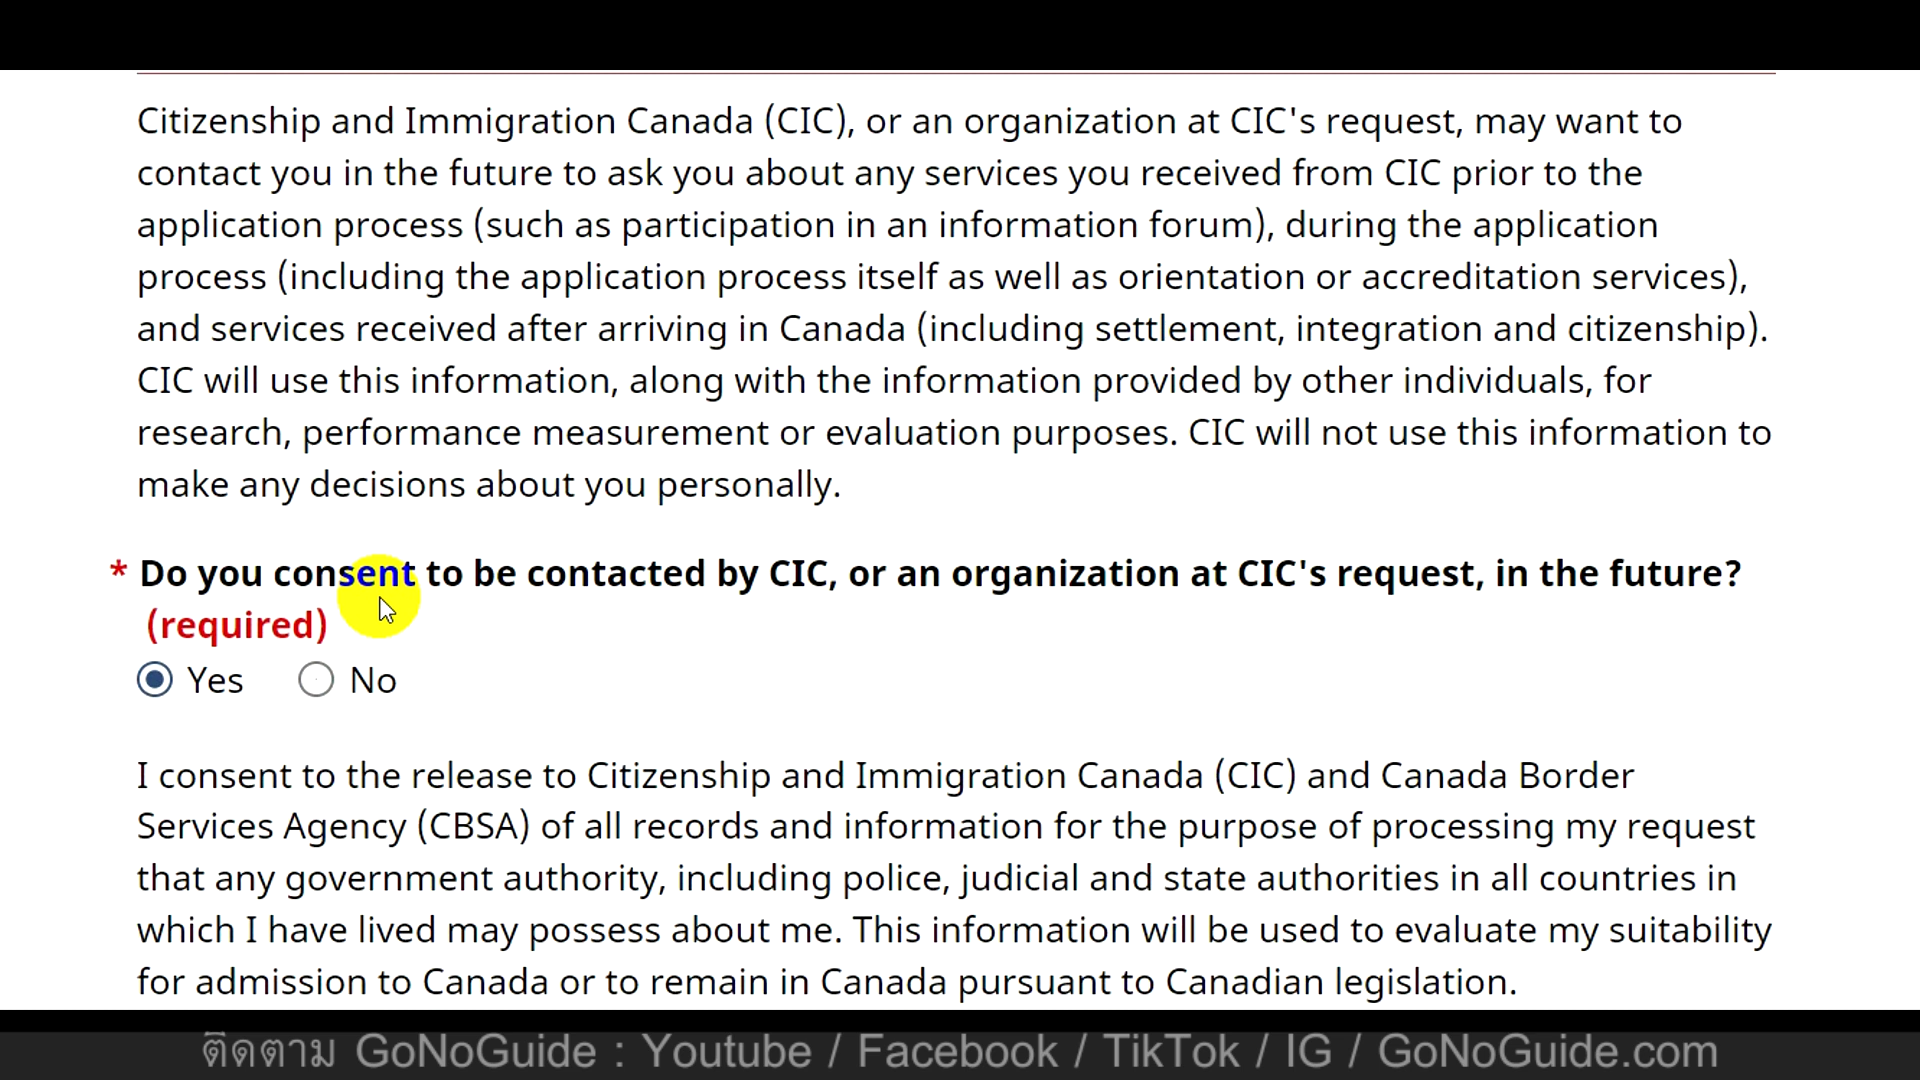 Citizenship and Immigration Canada (CIC), or an organization at CIC's request, may want to
contact you in the future to ask you about any services you received from CIC prior to the
application process (such as participation in an information forum), during the application
process (including the application process itself as well as orientation or accreditation services),
and services received after arriving in Canada (including settlement, integration and citizenship).
CIC will use this information, along with the information provided by other individuals, for
research, performance measurement or evaluation purposes. CIC will not use this information to
make any decisions about you personally.
* Do you consent to be contacted by CIC, or an organization at CIC's request, in the future?
(required)
Yes No
I consent to the release to Citizenship and Immigration Canada (CIC) and Canada Border
Services Agency (CBSA) of all records and information for the purpose of processing my request
that any government authority, including police, judicial and state authorities in all countries in
which I have lived may possess about me. This information will be used to evaluate my suitability
for admission to Canada or to remain in Canada pursuant to Canadian legislation.
ติดตาม GoNoGuide : Youtube / Facebook / TikTok / IG / GoNoGuide.com